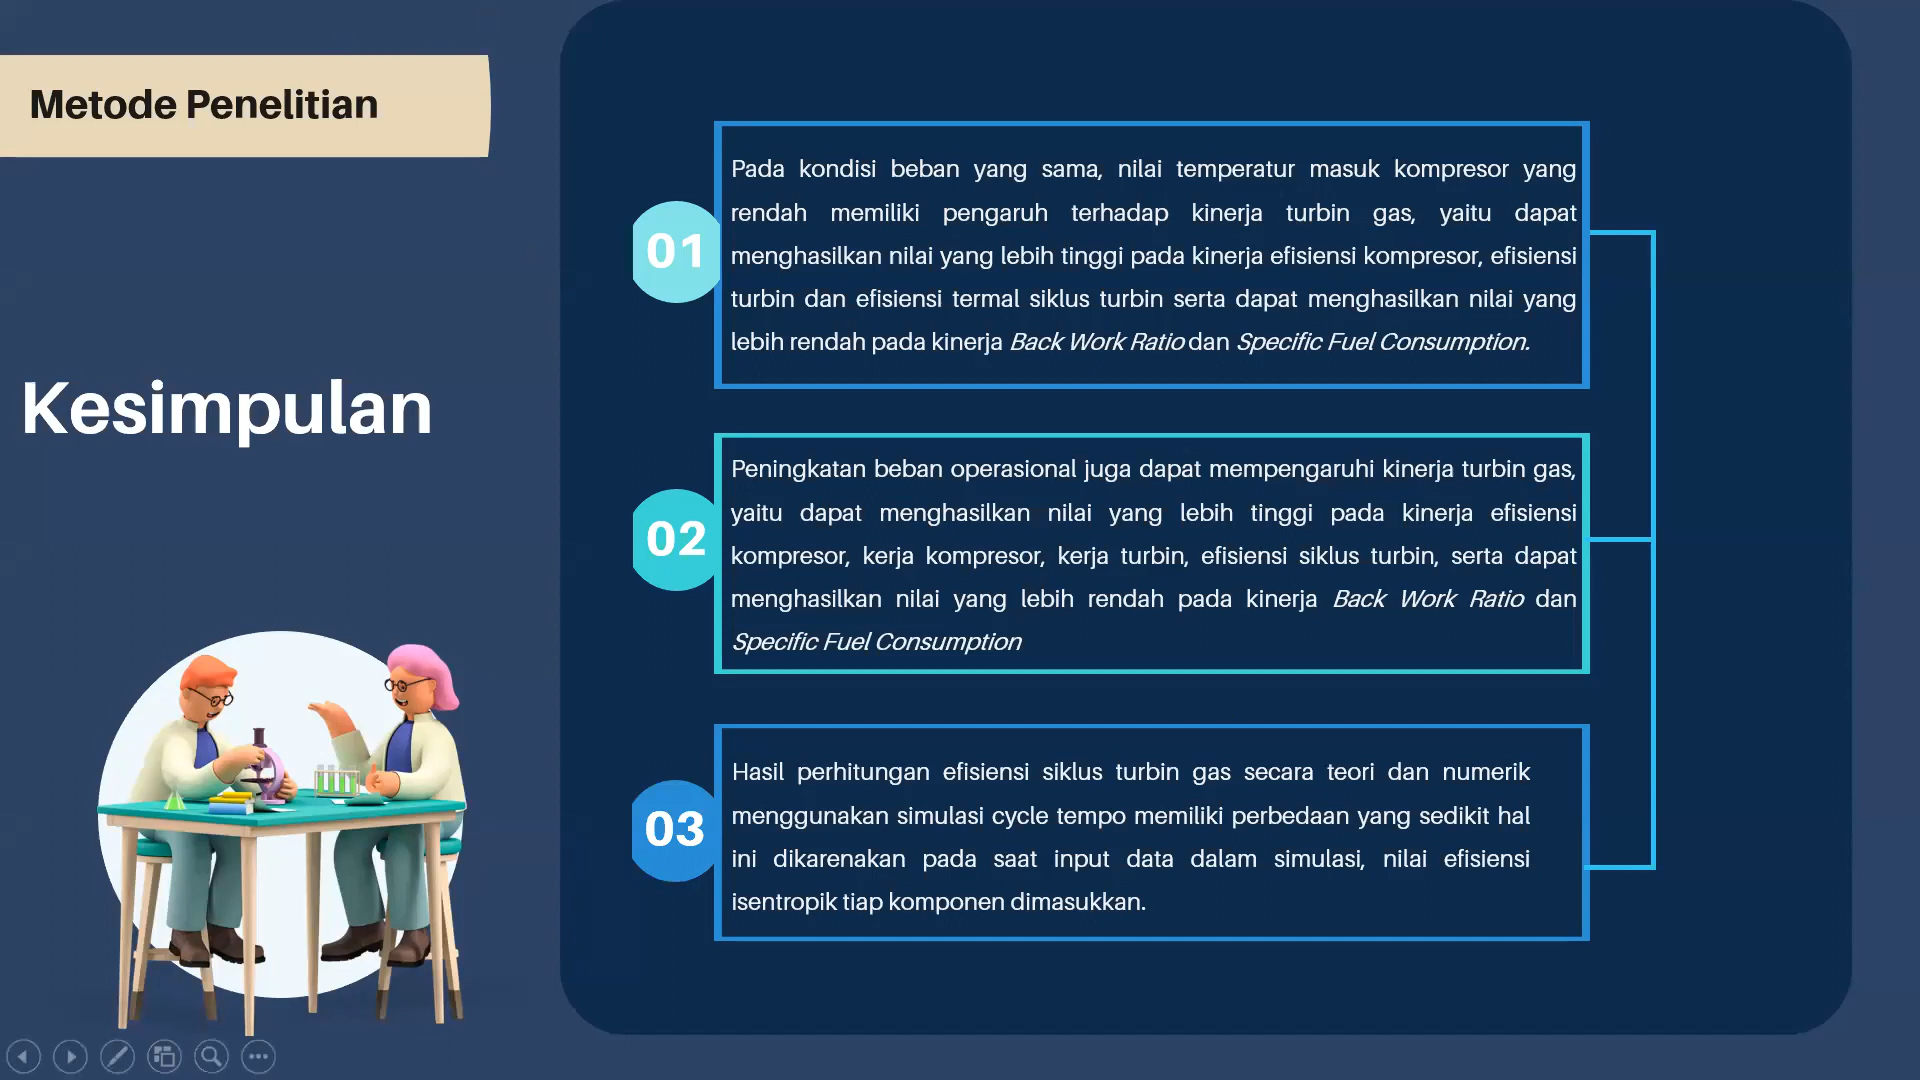 Metode Penelitian
Kesimpulan
01
Pada kondisi beban yang sama, nilai temperatur masuk kompresor yang
rendah memiliki pengaruh terhadap kinerja turbin gas, yaitu dapat
menghasilkan nilai yang lebih tinggi pada kinerja efisiensi kompresor, efisiensi
turbin dan efisiensi termal siklus turbin serta dapat menghasilkan nilai yang
lebih rendah pada kinerja Back Work Ratio dan Specific Fuel Consumption.
02
Peningkatan beban operasional juga dapat mempengaruhi kinerja turbin gas,
yaitu dapat menghasilkan nilai yang lebih tinggi pada kinerja efisiensi
kompresor, kerja kompresor, kerja turbin, efisiensi siklus turbin, serta dapat
menghasilkan nilai yang lebih rendah pada kinerja Back Work Ratio dan
Specific Fuel Consumption
03
Hasil perhitungan efisiensi siklus turbin gas secara teori dan numerik
menggunakan simulasi cycle tempo memiliki perbedaan yang sedikit hal
ini dikarenakan pada saat input data dalam simulasi, nilai efisiensi
isentropik tiap komponen dimasukkan.